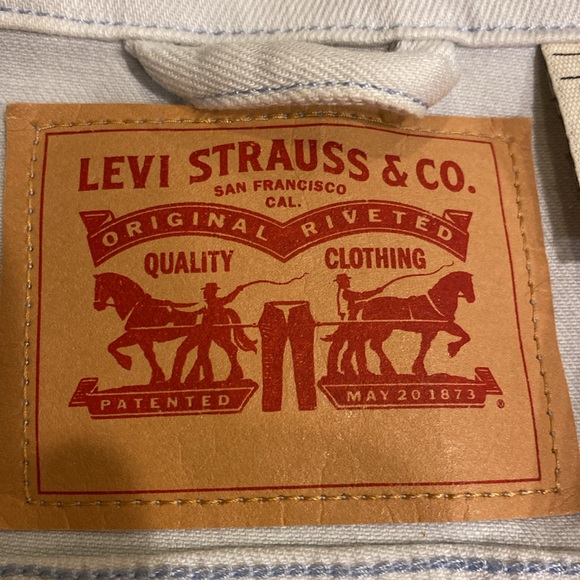 LEVI STRAUSS & CO.
SAN FRANCISCO
CAL.
ORIGINAL RIVETED
QUALITY CLOTHING
PATENTED MAY 20 1873
®